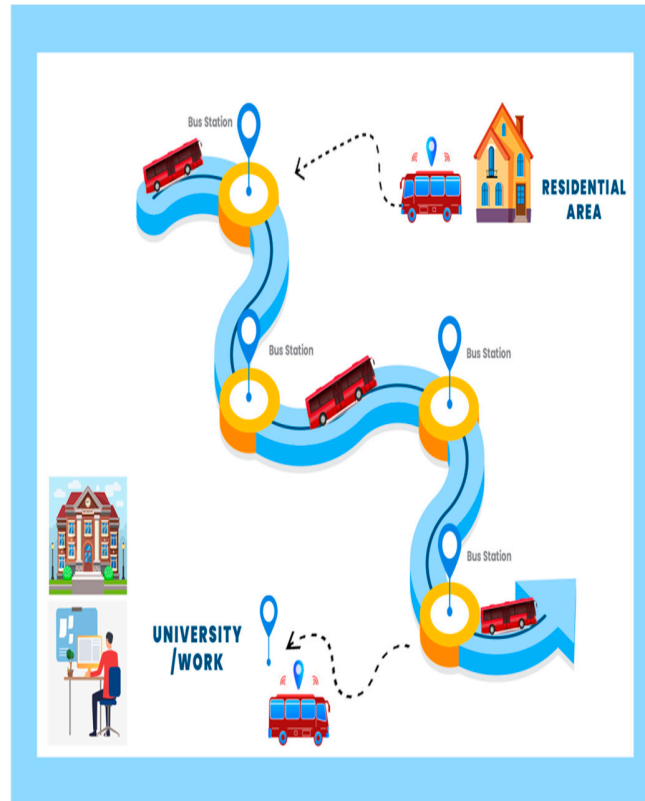 Bus Station
RESIDENTIAL
AREA
Bus Station
Bus Station
Bus Station
UNIVERSITY
/WORK